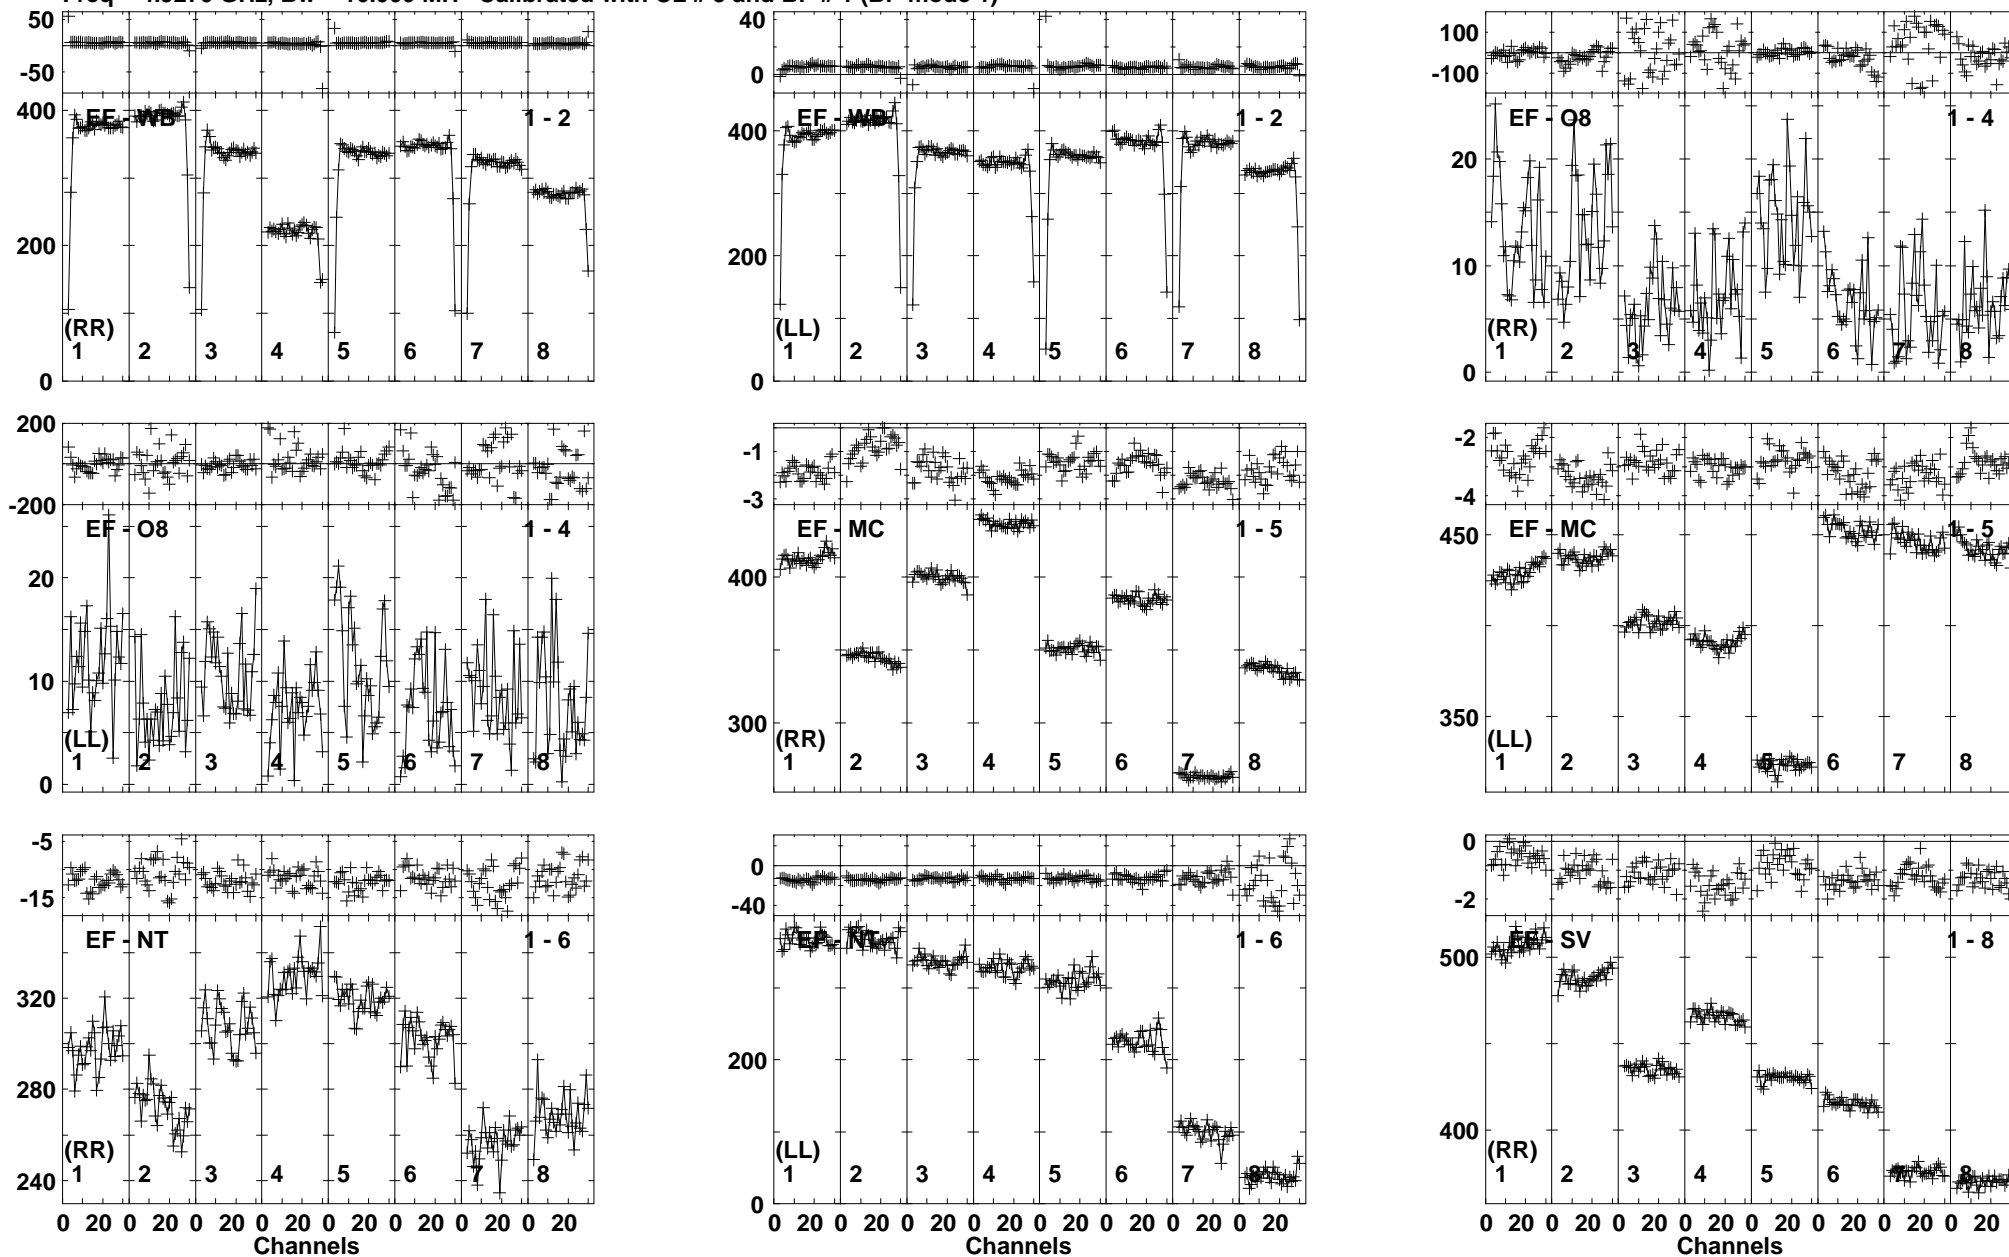 50
-50
400
200
0
EF - WB
1 - 2
(RR)
1 2 3 4 5 6 7 8
40
0
400
200
0
EF - WB
1 - 2
(LL)
1 2 3 4 5 6 7 8
100
-100
20
10
0
EF - O8
1 - 4
(RR)
1 2 3 4 5 6 7 8
200
-200
20
10
0
EF - O8
1 - 4
(LL)
1 2 3 4 5 6 7 8
-1
-3
400
300
EF - MC
1 - 5
(RR)
1 2 3 4 5 6 7 8
-2
-4
450
350
EF - MC
1 - 5
(LL)
1 2 3 4 5 6 7 8
-5
-15
320
280
240
EF - NT
1 - 6
(RR)
1 2 3 4 5 6 7 8
0 20 0 20 0 20 0 20 0 20 0 20 0 20 0 20
Channels
0
-40
200
0
EF - NT
1 - 6
(LL)
1 2 3 4 5 6 7 8
0 20 0 20 0 20 0 20 0 20 0 20 0 20 0 20
Channels
0
-2
500
400
EF - SV
1 - 8
(RR)
1 2 3 4 5 6 7 8
0 20 0 20 0 20 0 20 0 20 0 20 0 20 0 20
Channels